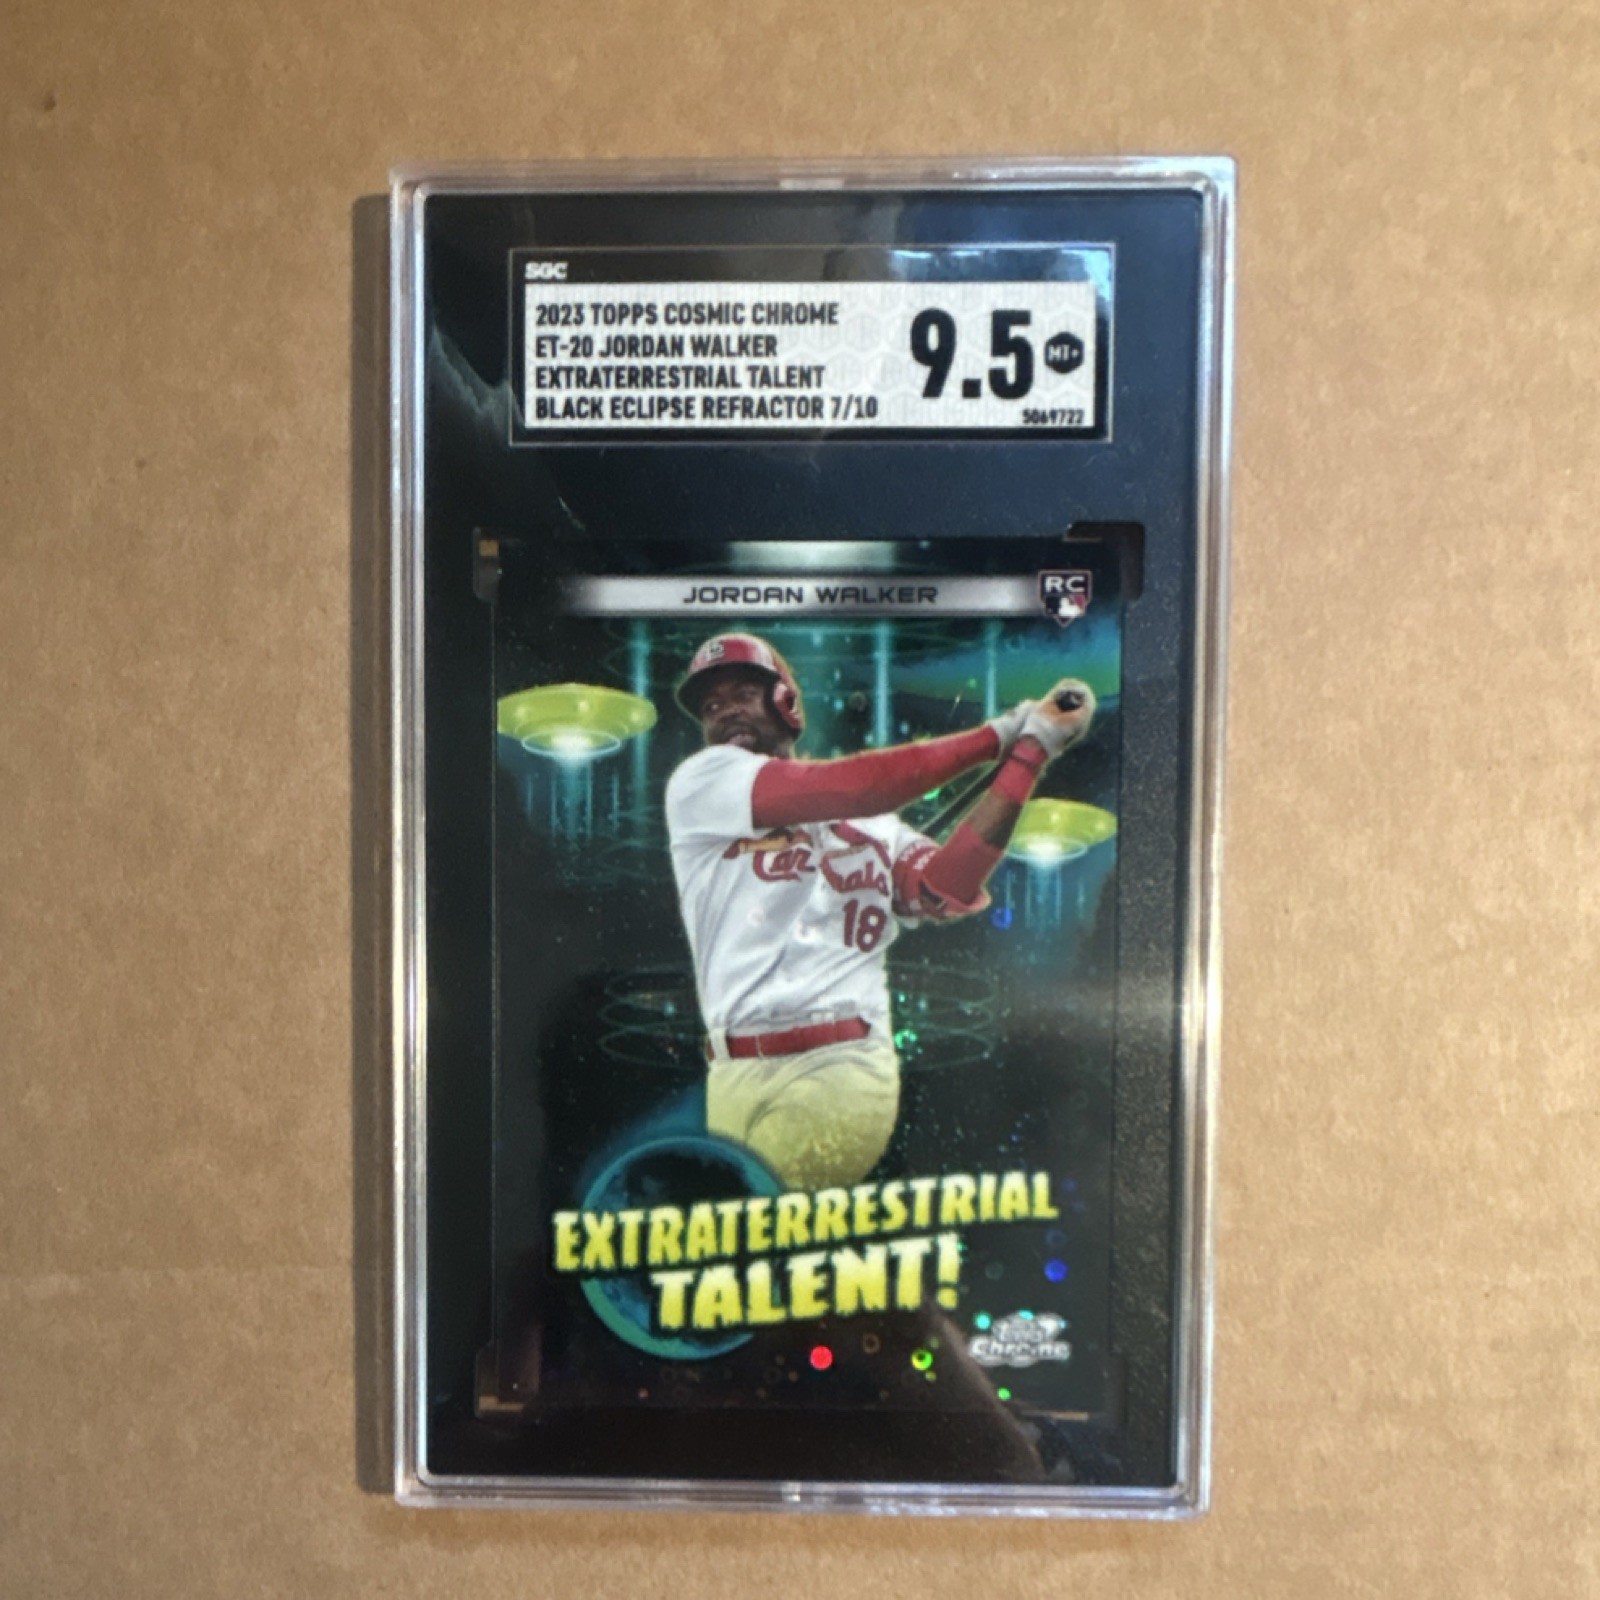 SGC
2023 TOPPS COSMIC CHROME
ET-20 JORDAN WALKER
EXTRATERRESTRIAL TALENT
BLACK ECLIPSE REFRACTOR 7/10
9.5 MT+
5069722
JORDAN WALKER
RC
Cardinals
18
EXTRATERRESTRIAL
TALENT!
Topps
Chrome